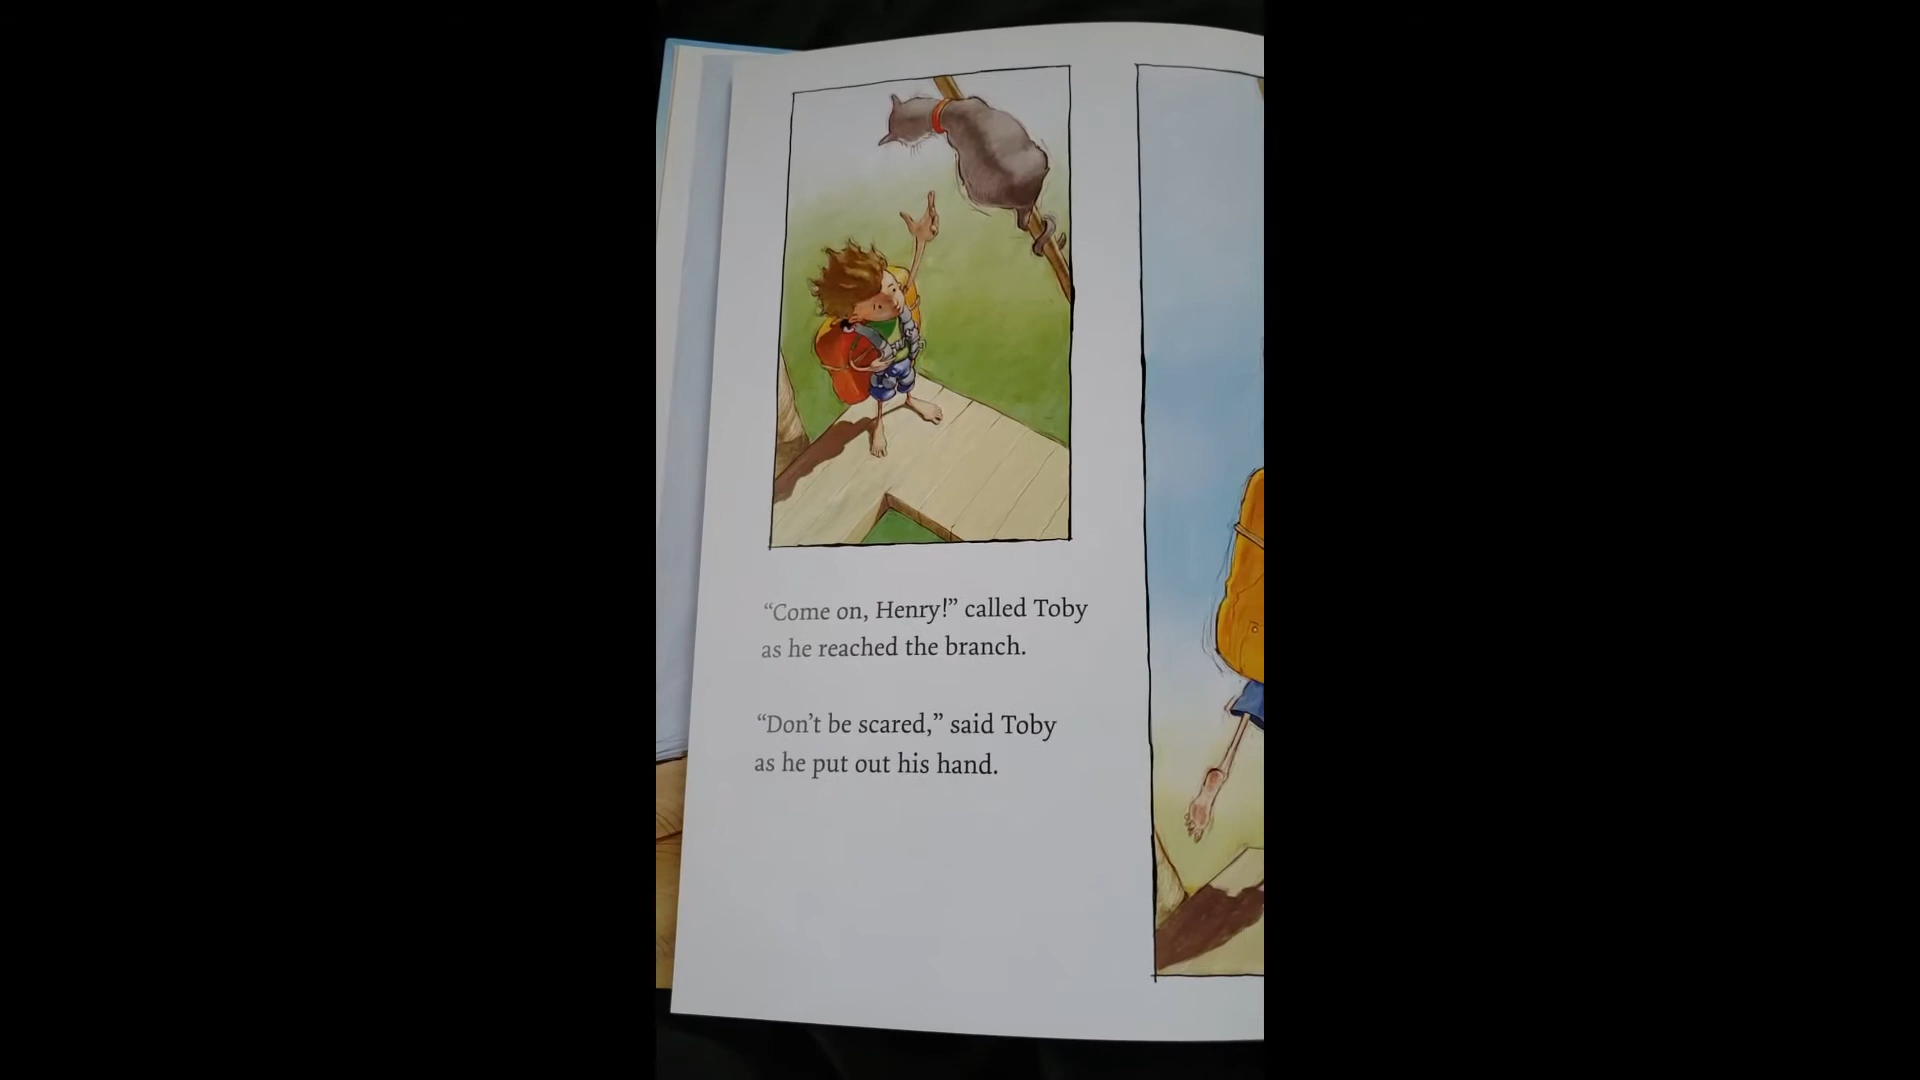 “Come on, Henry!” called Toby
as he reached the branch.
“Don’t be scared,” said Toby
as he put out his hand.